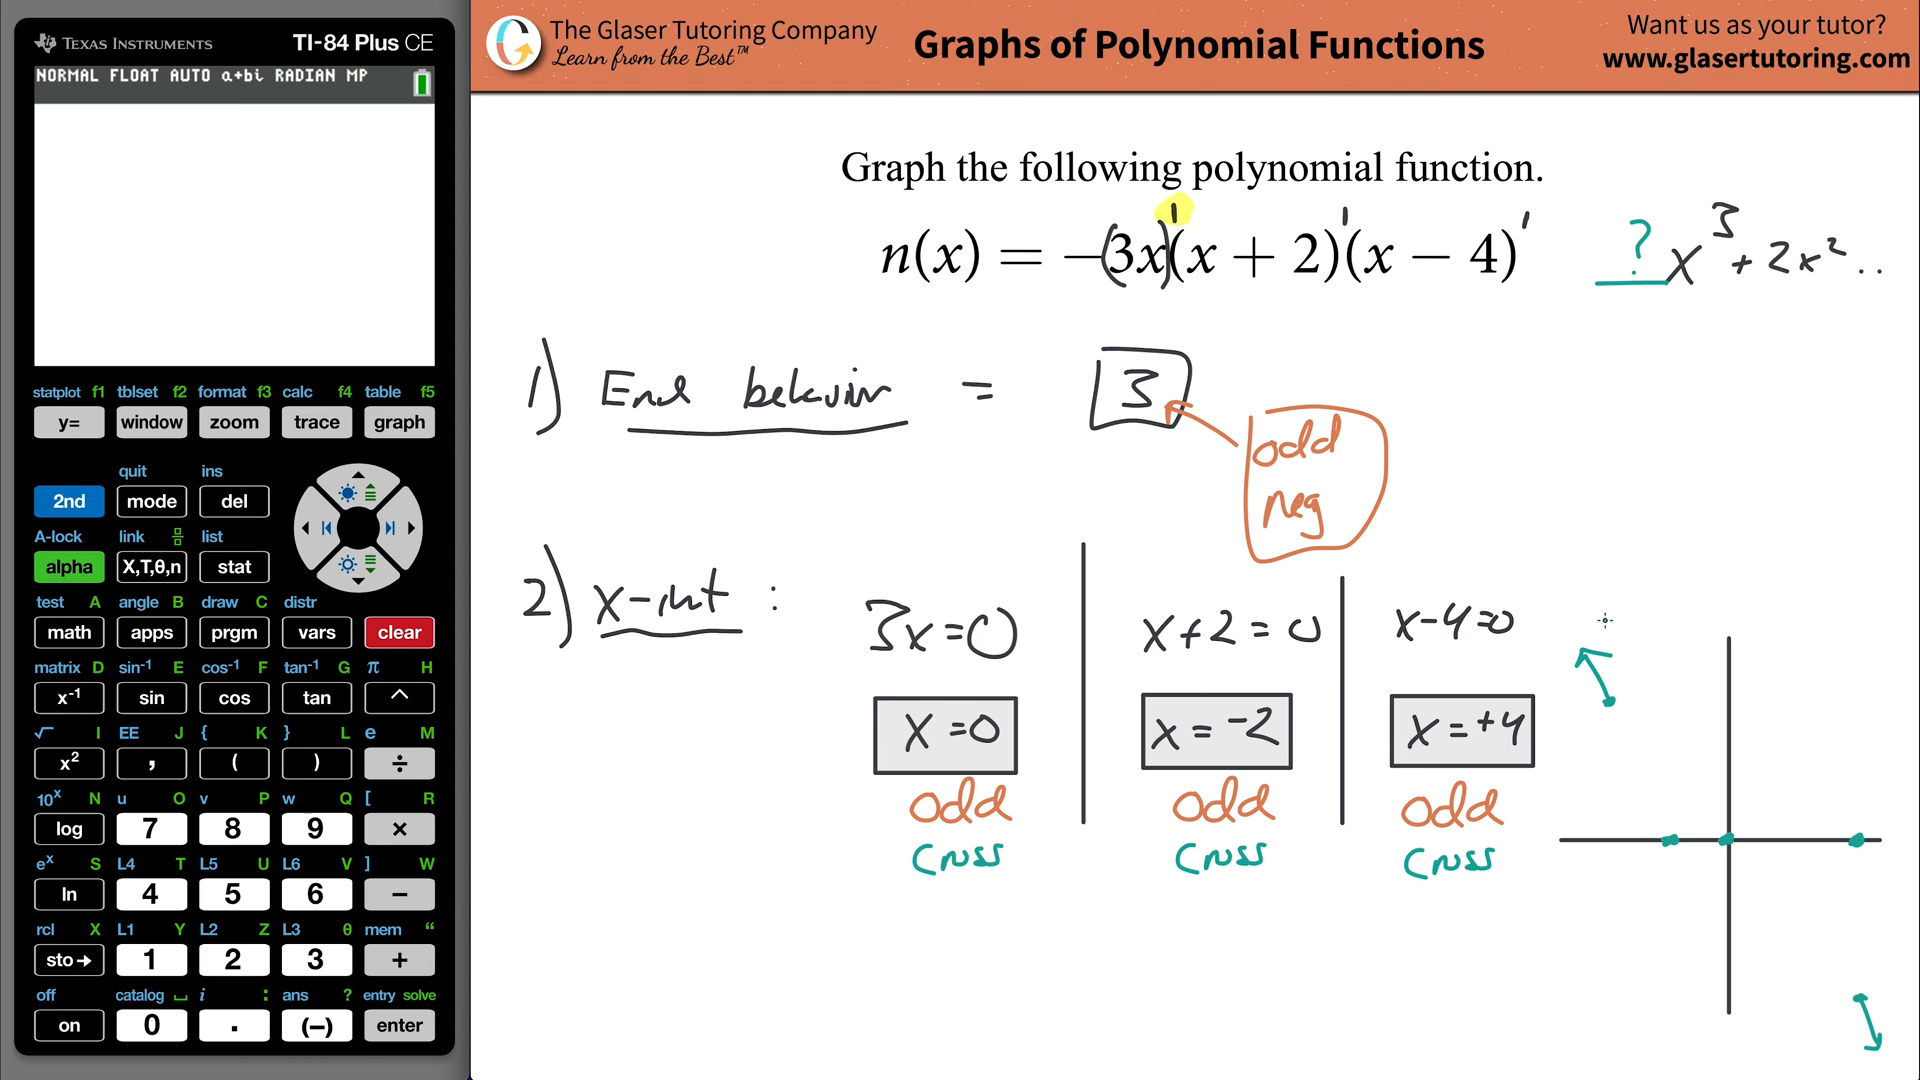 TEXAS INSTRUMENTS TI-84 Plus CE
NORMAL FLOAT AUTO a+bi RADIAN MP
statplot f1 tblset f2 format f3 calc f4 table f5
y= window zoom trace graph
quit ins
2nd mode del
A-lock link list
alpha X,T,θ,n stat
test A angle B draw C distr
math apps prgm vars clear
matrix D sin⁻¹ E cos⁻¹ F tan⁻¹ G π H
x⁻¹ sin cos tan ^
√ I EE J { K } L e M
x² , ( ) ÷
10ˣ N u O v P w Q [ R
log 7 8 9 ×
eˣ S L4 T L5 U L6 V ] W
ln 4 5 6 −
rcl X L1 Y L2 Z L3 θ mem “
sto→ 1 2 3 +
off catalog i : ans ? entry solve
on 0 . (−) enter
The Glaser Tutoring Company
Learn from the Best™
Graphs of Polynomial Functions
Want us as your tutor?
www.glasertutoring.com
Graph the following polynomial function.
n(x) = −(3x)¹(x + 2)¹(x − 4)¹
? x³ + 2x² ..
1) End behavior = 3
odd
neg
2) x-int :
3x=0
x+2=0
x-4=0
x=0
x=-2
x=+4
odd
odd
odd
Cross
Cross
Cross